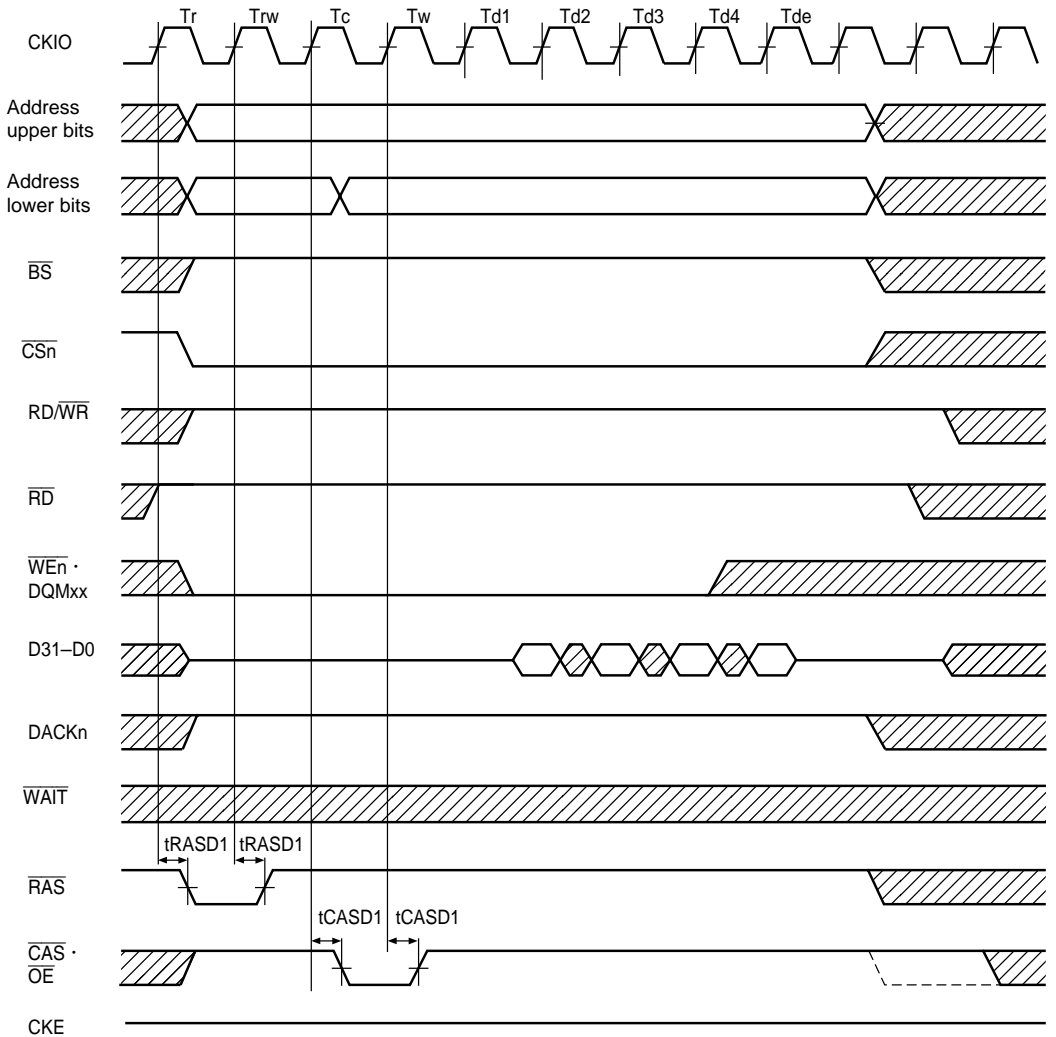 Tr Trw Tc Tw Td1 Td2 Td3 Td4 Tde
CKIO
Address
upper bits
Address
lower bits
BS
CSn
RD/WR
RD
WEn ·
DQMxx
D31–D0
DACKn
WAIT
tRASD1 tRASD1
RAS
tCASD1 tCASD1
CAS ·
OE
CKE